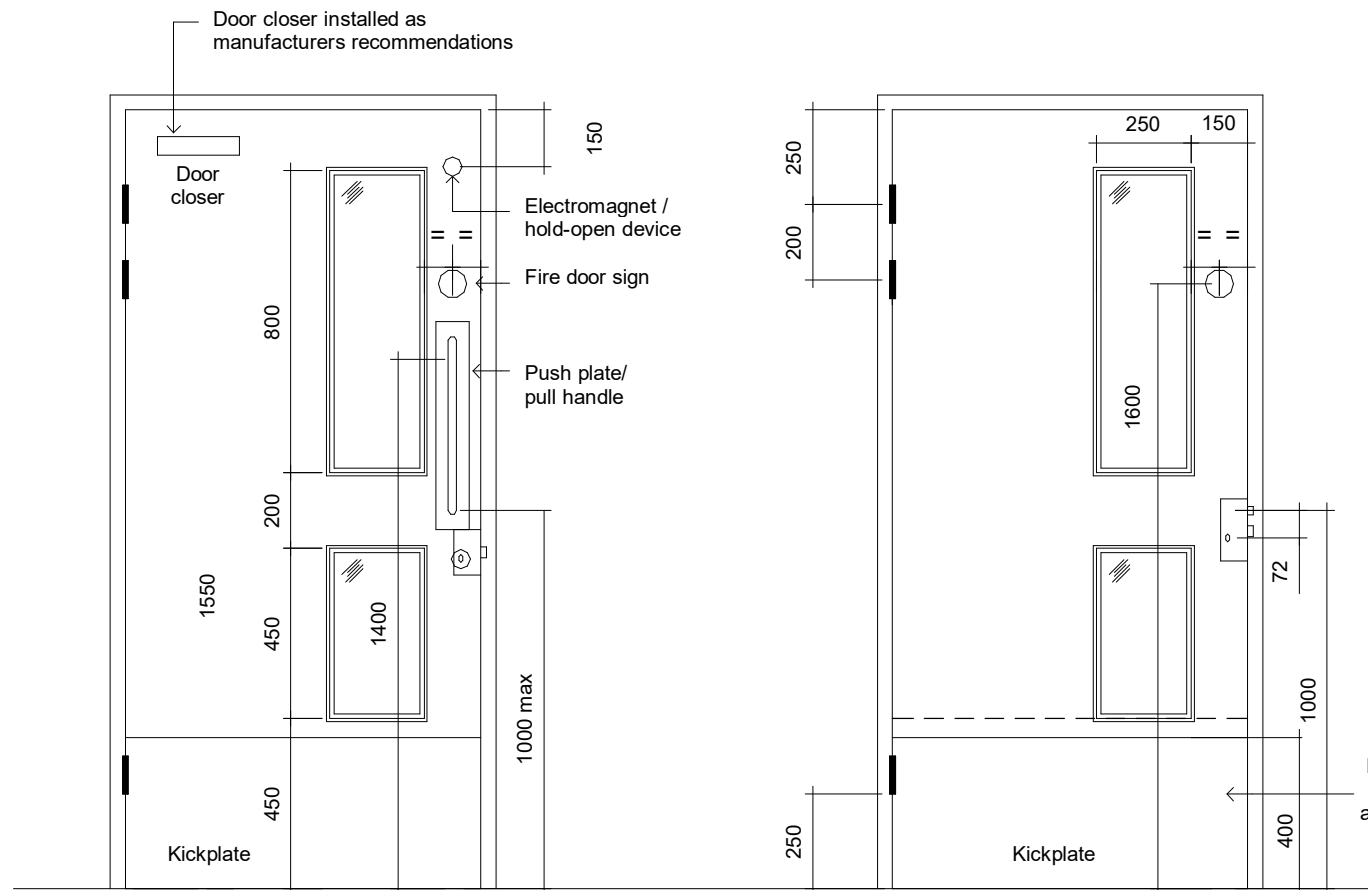 Door closer installed as
manufacturers recommendations
Door
closer
150
Electromagnet /
hold-open device
= =
Fire door sign
Push plate/
pull handle
800
200
1550
450
1400
1000 max
450
Kickplate
250
150
250
200
= =
1600
72
1000
400
250
Kickplate
a